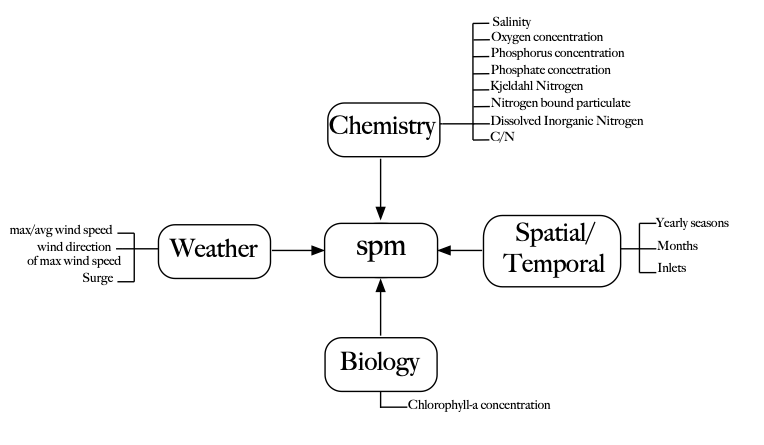 Salinity
Oxygen concentration
Phosphorus concentration
Phosphate concetration
Kjeldahl Nitrogen
Nitrogen bound particulate
Dissolved Inorganic Nitrogen
C/N
Chemistry
max/avg wind speed
wind direction
of max wind speed
Surge
Weather
spm
Spatial/
Temporal
Yearly seasons
Months
Inlets
Biology
Chlorophyll-a concentration